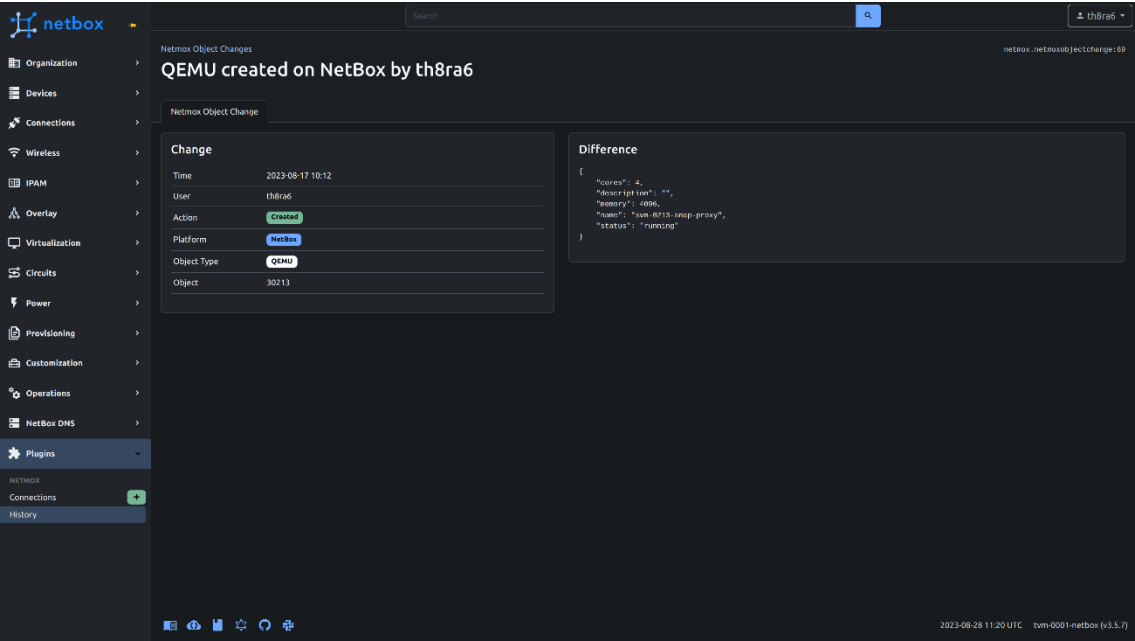 netbox
Search
th8ra6
Organization
Devices
Connections
Wireless
IPAM
Overlay
Virtualization
Circuits
Power
Provisioning
Customization
Operations
NetBox DNS
Plugins
NETMOX
Connections
+
History
Netmox Object Changes
netmox.netmoxobjectchange:89
QEMU created on NetBox by th8ra6
Netmox Object Change
Change
Time 2023-08-17 10:12
User th8ra6
Action Created
Platform NetBox
Object Type QEMU
Object 30213
Difference
{
"cores": 4,
"description": "",
"memory": 4096,
"name": "svm-0213-snap-proxy",
"status": "running"
}
2023-08-28 11:20 UTC tvm-0001-netbox (v3.5.7)